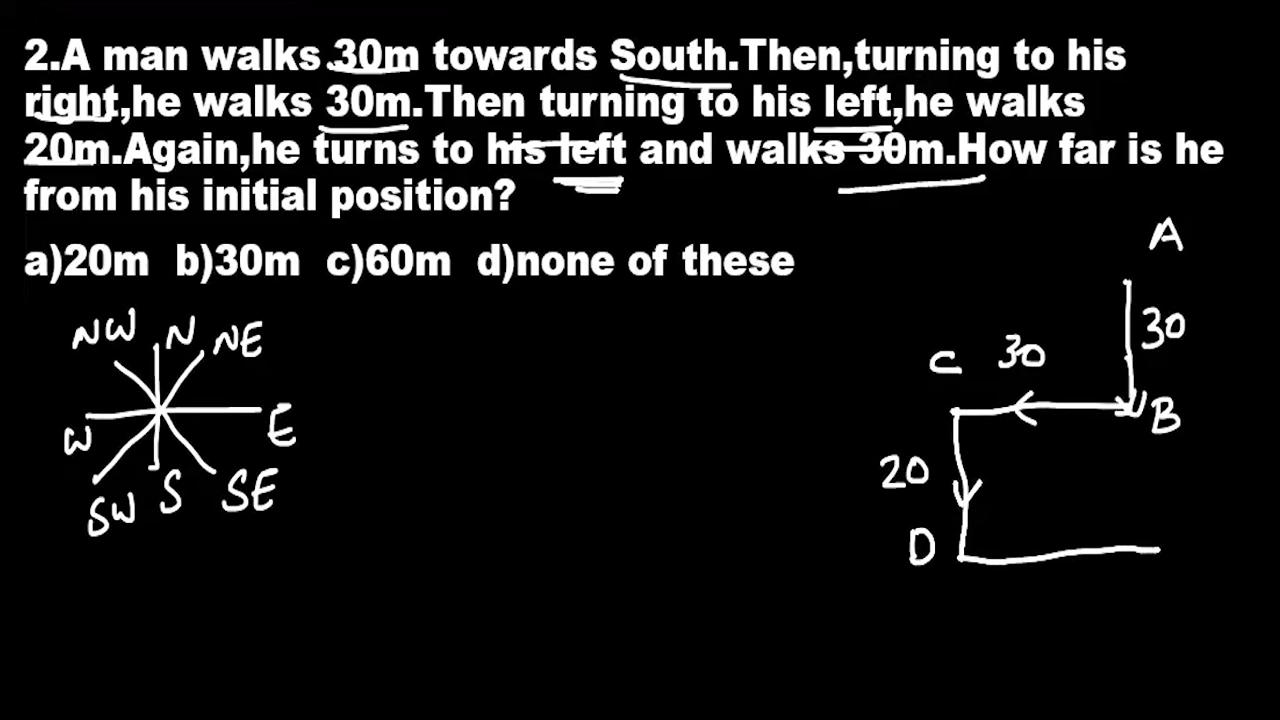 2.A man walks 30m towards South.Then,turning to his
right,he walks 30m.Then turning to his left,he walks
20m.Again,he turns to his left and walks 30m.How far is he
from his initial position?
a)20m b)30m c)60m d)none of these
A
NW N NE
30
C 30
B
W E
20
SW S SE
D